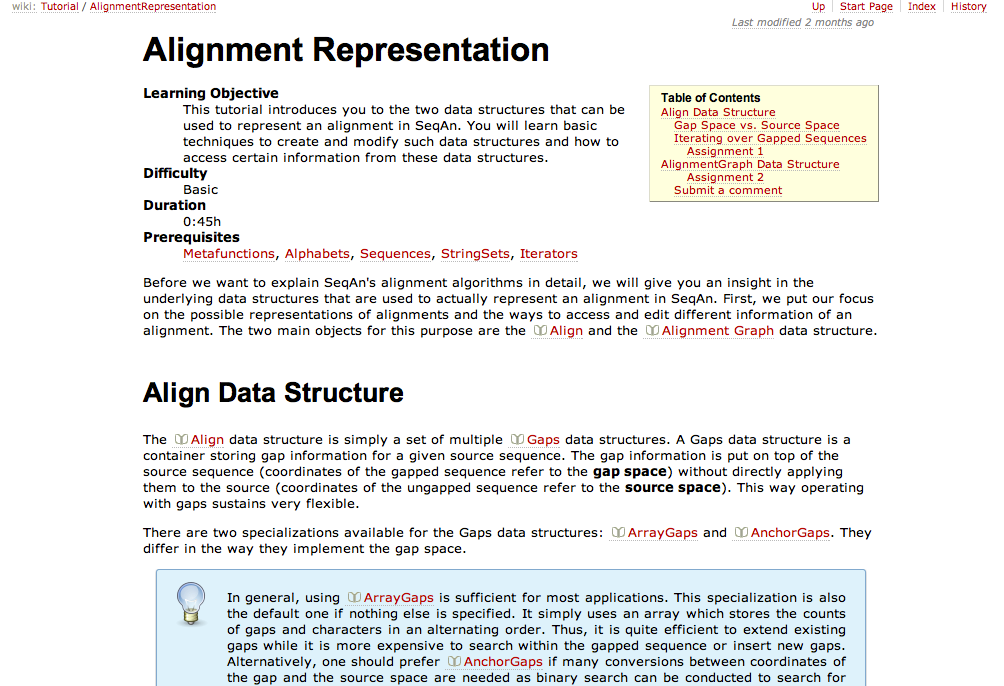 wiki: Tutorial / AlignmentRepresentation
Up Start Page Index History
Last modified 2 months ago
Alignment Representation
Learning Objective
This tutorial introduces you to the two data structures that can be
used to represent an alignment in SeqAn. You will learn basic
techniques to create and modify such data structures and how to
access certain information from these data structures.
Difficulty
Basic
Duration
0:45h
Prerequisites
Metafunctions, Alphabets, Sequences, StringSets, Iterators
Table of Contents
Align Data Structure
Gap Space vs. Source Space
Iterating over Gapped Sequences
Assignment 1
AlignmentGraph Data Structure
Assignment 2
Submit a comment
Before we want to explain SeqAn's alignment algorithms in detail, we will give you an insight in the
underlying data structures that are used to actually represent an alignment in SeqAn. First, we put our focus
on the possible representations of alignments and the ways to access and edit different information of an
alignment. The two main objects for this purpose are the Align and the Alignment Graph data structure.
Align Data Structure
The Align data structure is simply a set of multiple Gaps data structures. A Gaps data structure is a
container storing gap information for a given source sequence. The gap information is put on top of the
source sequence (coordinates of the gapped sequence refer to the gap space) without directly applying
them to the source (coordinates of the ungapped sequence refer to the source space). This way operating
with gaps sustains very flexible.
There are two specializations available for the Gaps data structures: ArrayGaps and AnchorGaps. They
differ in the way they implement the gap space.
In general, using ArrayGaps is sufficient for most applications. This specialization is also
the default one if nothing else is specified. It simply uses an array which stores the counts
of gaps and characters in an alternating order. Thus, it is quite efficient to extend existing
gaps while it is more expensive to search within the gapped sequence or insert new gaps.
Alternatively, one should prefer AnchorGaps if many conversions between coordinates of
the gap and the source space are needed as binary search can be conducted to search for